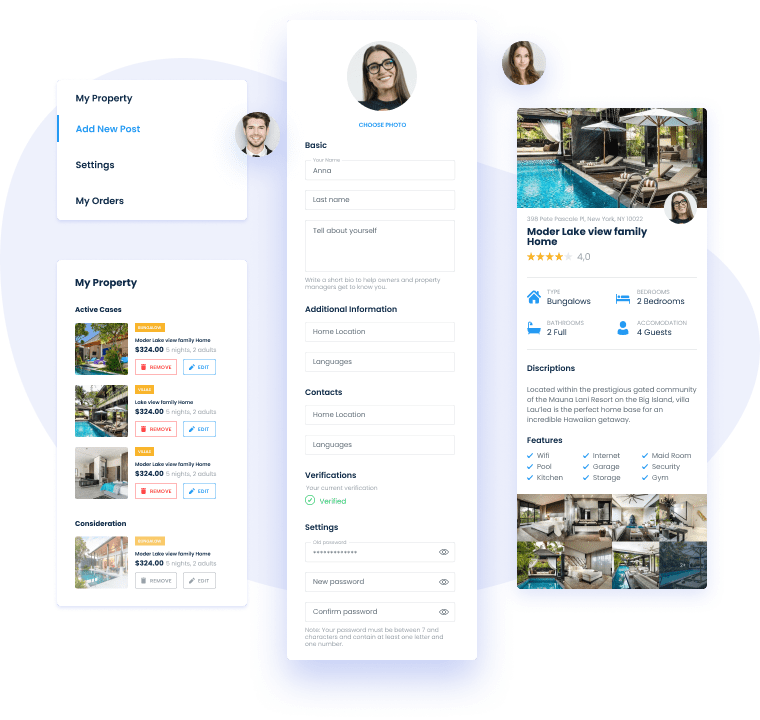 My Property
Add New Post
Settings
My Orders
My Property
Active Cases
BUNGALOW
Moder Lake view family Home
$324.00 6 nights, 2 adults
REMOVE
EDIT
VILLAS
Lake view family Home
$324.00 6 nights, 2 adults
REMOVE
EDIT
VILLAS
Moder Lake view family Home
$324.00 6 nights, 2 adults
REMOVE
EDIT
Consideration
Moder Lake view family Home
$324.00 6 nights, 2 adults
REMOVE
EDIT
CHOOSE PHOTO
Basic
Your Name
Anna
Last name
Tell about yourself
Write a short bio to help owners and property
managers get to know you.
Additional Information
Home Location
Languages
Contacts
Home Location
Languages
Verifications
Your current verification
Verified
Settings
Old password
•••••••••••••
New password
Confirm password
Note: Your password must be between 7 and
characters and contain at least one letter and
one number.
398 Pete Pascale Pl, New York, NY 10022
Moder Lake view family
Home
4,0
TYPE
Bungalows
BEDROOMS
2 Bedrooms
BATHROOMS
2 Full
ACCOMODATION
4 Guests
Discriptions
Located within the prestigious gated community
of the Mauna Lani Resort on the Big Island, villa
Lau'lea is the perfect home base for an
incredible Hawaiian getaway.
Features
Wifi
Internet
Maid Room
Pool
Garage
Security
Kitchen
Storage
Gym